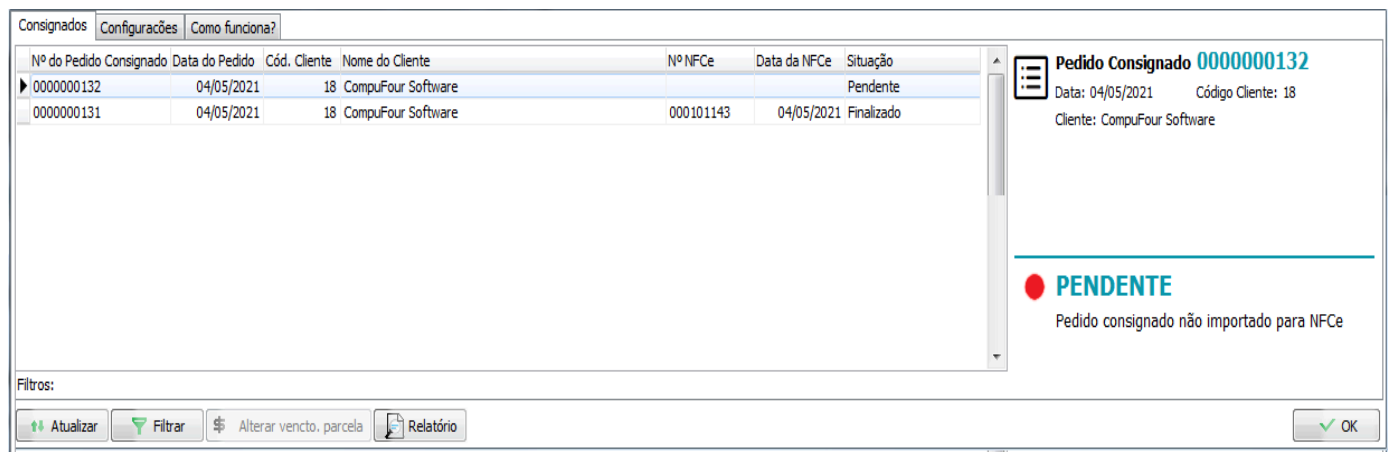 Consignados Configurações Como funciona?
Nº do Pedido Consignado Data do Pedido Cód. Cliente Nome do Cliente Nº NFCe Data da NFCe Situação
0000000132 04/05/2021 18 CompuFour Software Pendente
0000000131 04/05/2021 18 CompuFour Software 000101143 04/05/2021 Finalizado
Pedido Consignado 0000000132
Data: 04/05/2021 Código Cliente: 18
Cliente: CompuFour Software
PENDENTE
Pedido consignado não importado para NFCe
Filtros:
Atualizar Filtrar Alterar vencto. parcela Relatório OK